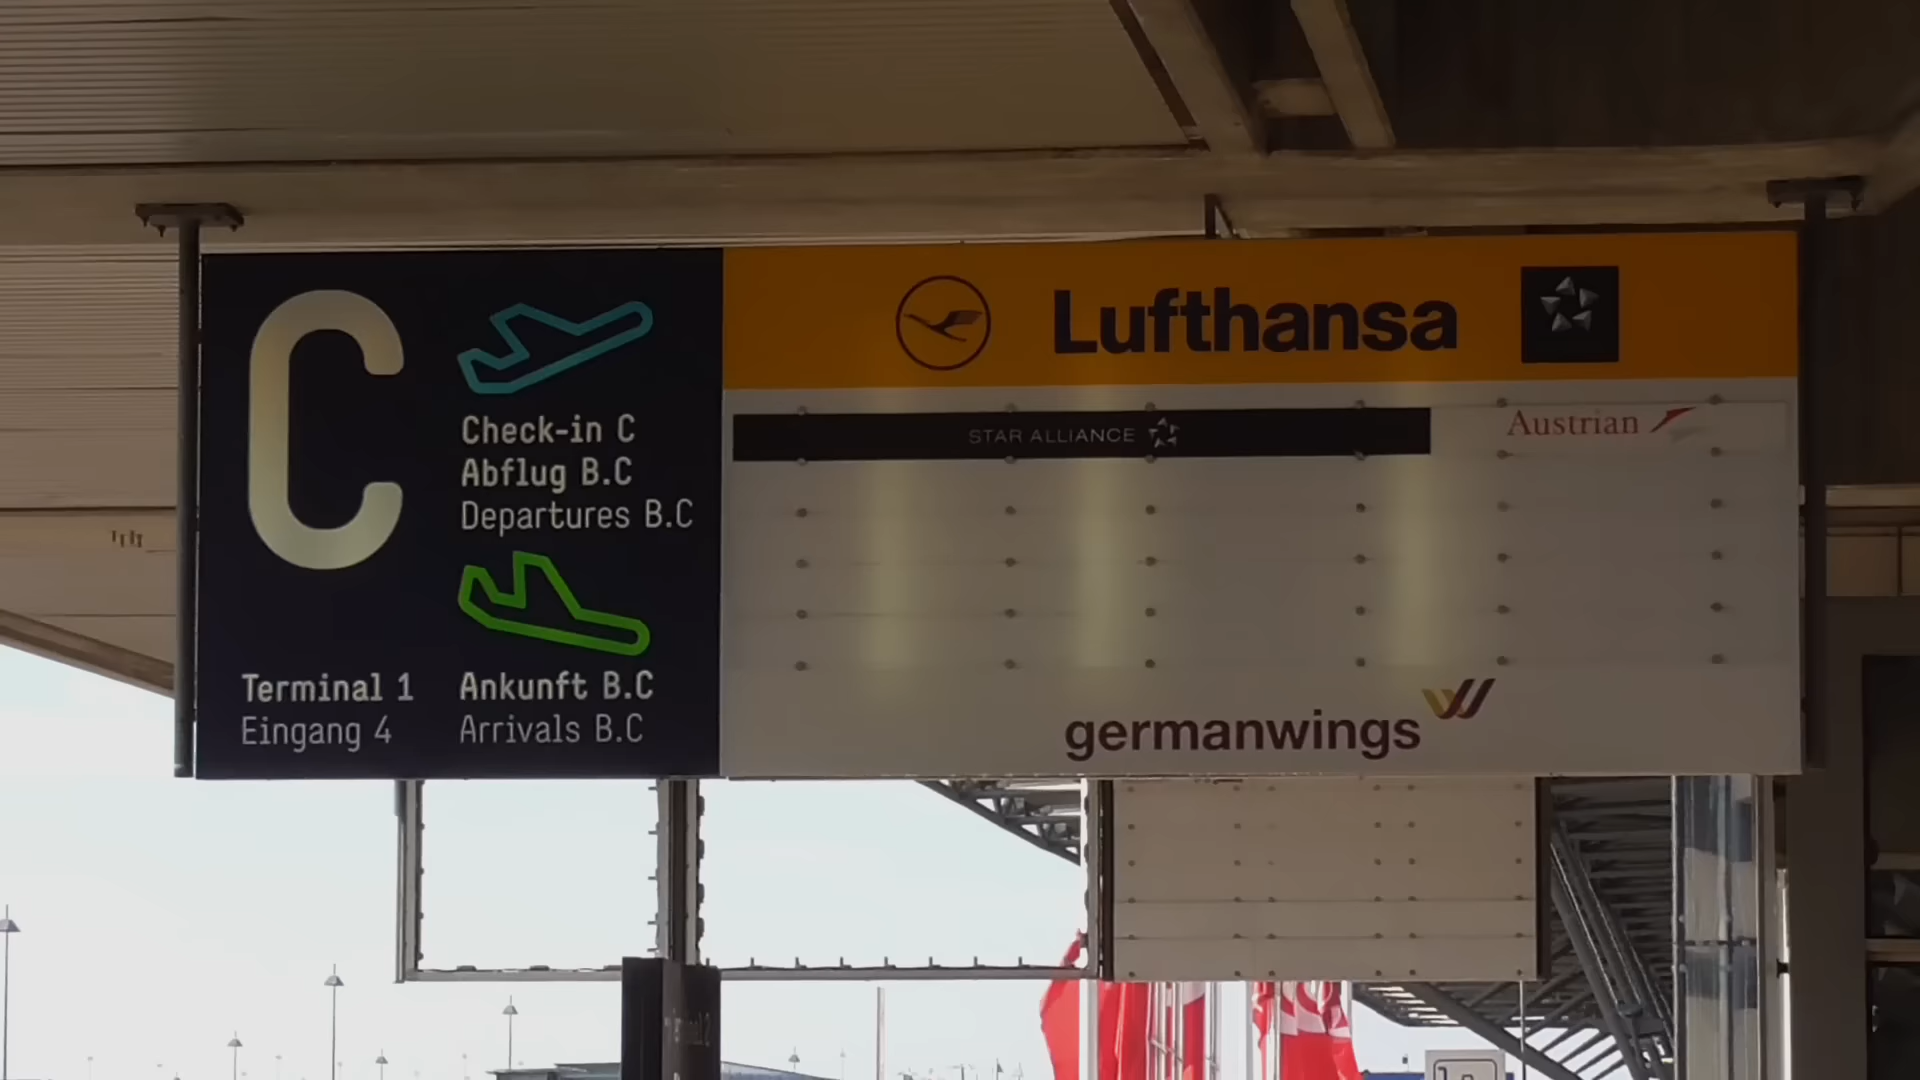 C
Check-in C
Abflug B.C
Departures B.C
Terminal 1
Eingang 4
Ankunft B.C
Arrivals B.C
Lufthansa
STAR ALLIANCE
Austrian
germanwings